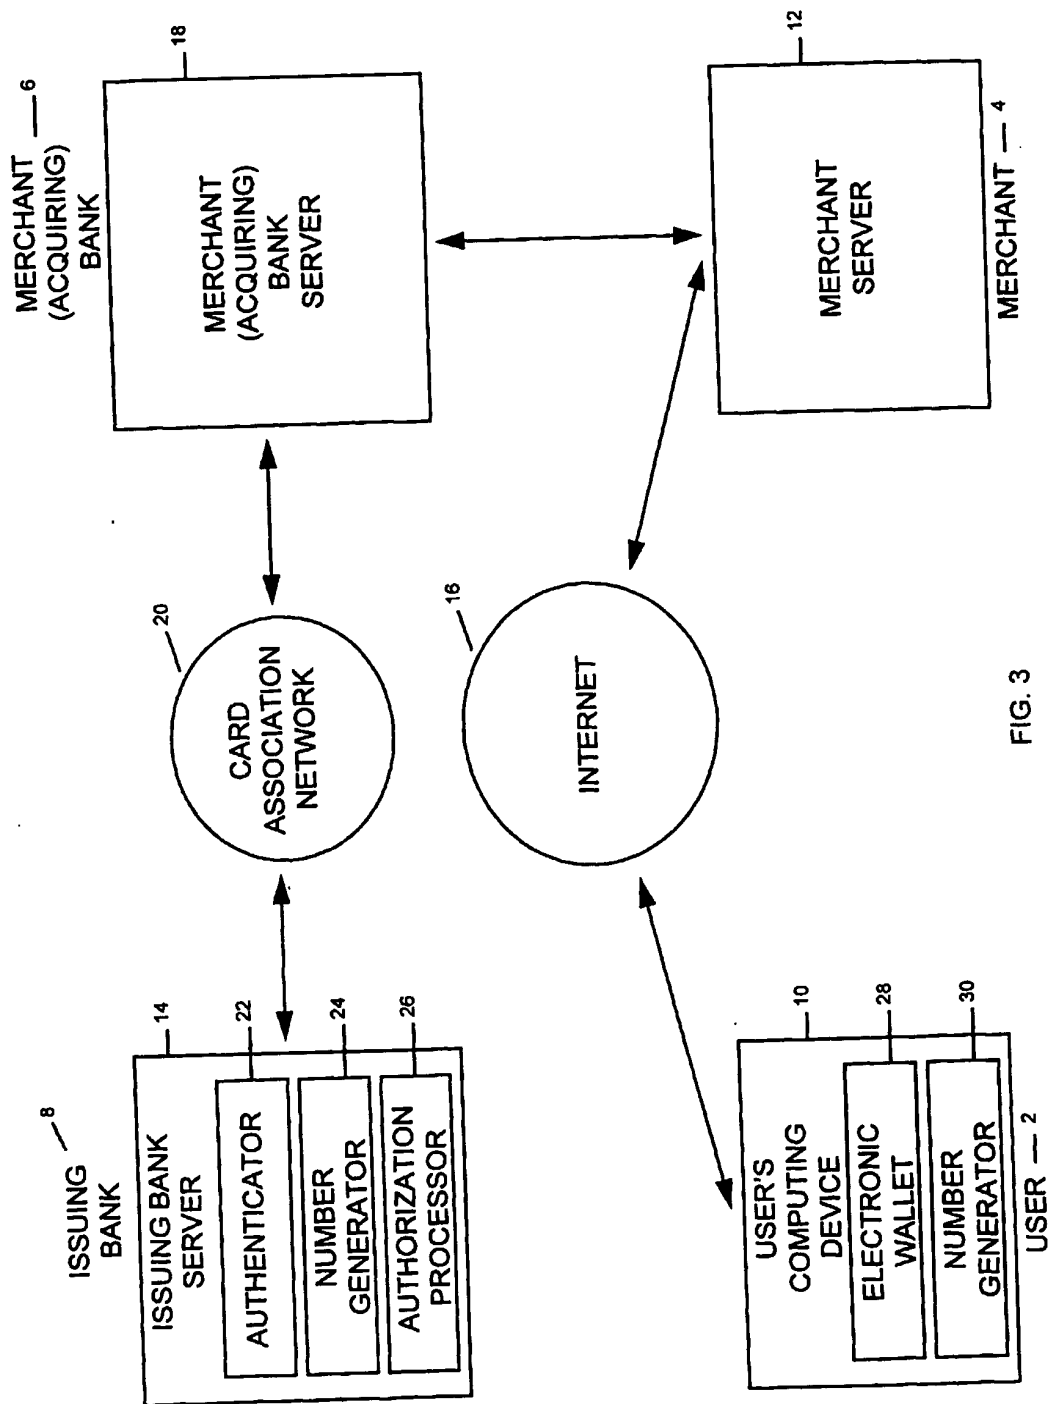 ISSUING
BANK
8
ISSUING BANK
SERVER
14
AUTHENTICATOR
22
NUMBER
GENERATOR
24
AUTHORIZATION
PROCESSOR
26
CARD
ASSOCIATION
NETWORK
20
MERCHANT
(ACQUIRING)
BANK
6
MERCHANT
(ACQUIRING)
BANK
SERVER
18
USER'S
COMPUTING
DEVICE
10
ELECTRONIC
WALLET
28
NUMBER
GENERATOR
30
USER
2
INTERNET
16
MERCHANT
SERVER
12
MERCHANT
4
FIG. 3